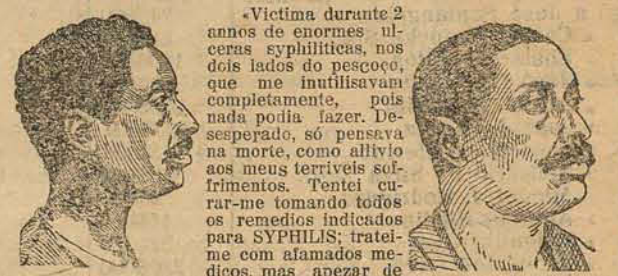 «Victima durante 2
annos de enormes ul-
ceras syphiliticas, nos
dois lados do pescoço,
que me inutilisavam
completamente, pois
nada podia fazer. De-
sesperado, só pensava
na morte, como allivio
aos meus terriveis sof-
frimentos. Tentei cu-
rar-me tomando todos
os remedios indicados
para SYPHILIS; tratei-
me com afamados me-
dicos, mas apezar de